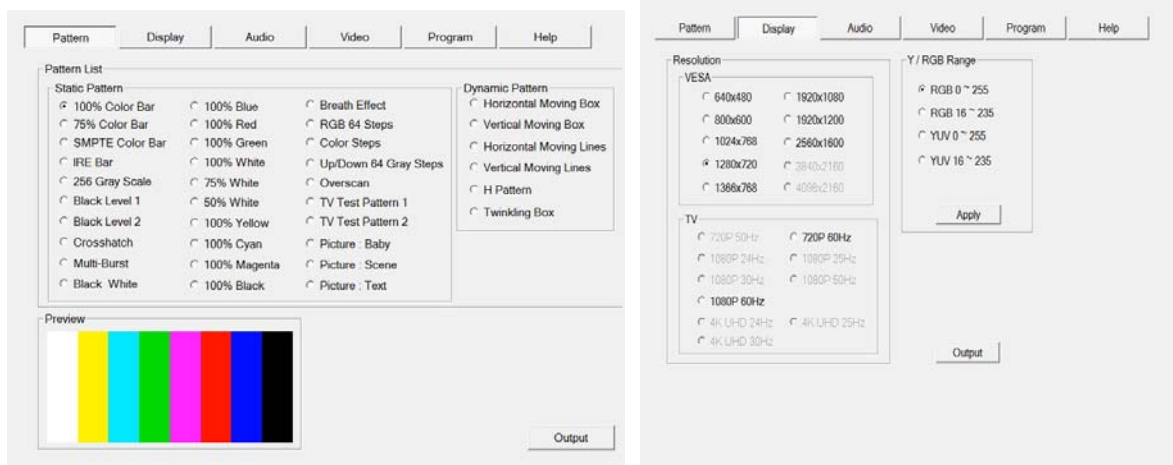 Pattern Display Audio Video Program Help
Pattern List
Static Pattern
100% Color Bar 100% Blue Breath Effect
75% Color Bar 100% Red RGB 64 Steps
SMPTE Color Bar 100% Green Color Steps
IRE Bar 100% White Up/Down 64 Gray Steps
256 Gray Scale 75% White Overscan
Black Level 1 50% White TV Test Pattern 1
Black Level 2 100% Yellow TV Test Pattern 2
Crosshatch 100% Cyan Picture : Baby
Multi-Burst 100% Magenta Picture : Scene
Black White 100% Black Picture : Text
Dynamic Pattern
Horizontal Moving Box
Vertical Moving Box
Horizontal Moving Lines
Vertical Moving Lines
H Pattern
Twinkling Box
Preview
Output
Pattern Display Audio Video Program Help
Resolution
VESA
640x480 1920x1080
800x600 1920x1200
1024x768 2560x1600
1280x720 3840x2160
1366x768 4096x2160
TV
720P 50Hz 720P 60Hz
1080P 24Hz 1080P 25Hz
1080P 30Hz 1080P 50Hz
1080P 60Hz
4K UHD 24Hz 4K UHD 25Hz
4K UHD 30Hz
Y / RGB Range
RGB 0 ~ 255
RGB 16 ~ 235
YUV 0 ~ 255
YUV 16 ~ 235
Apply
Output